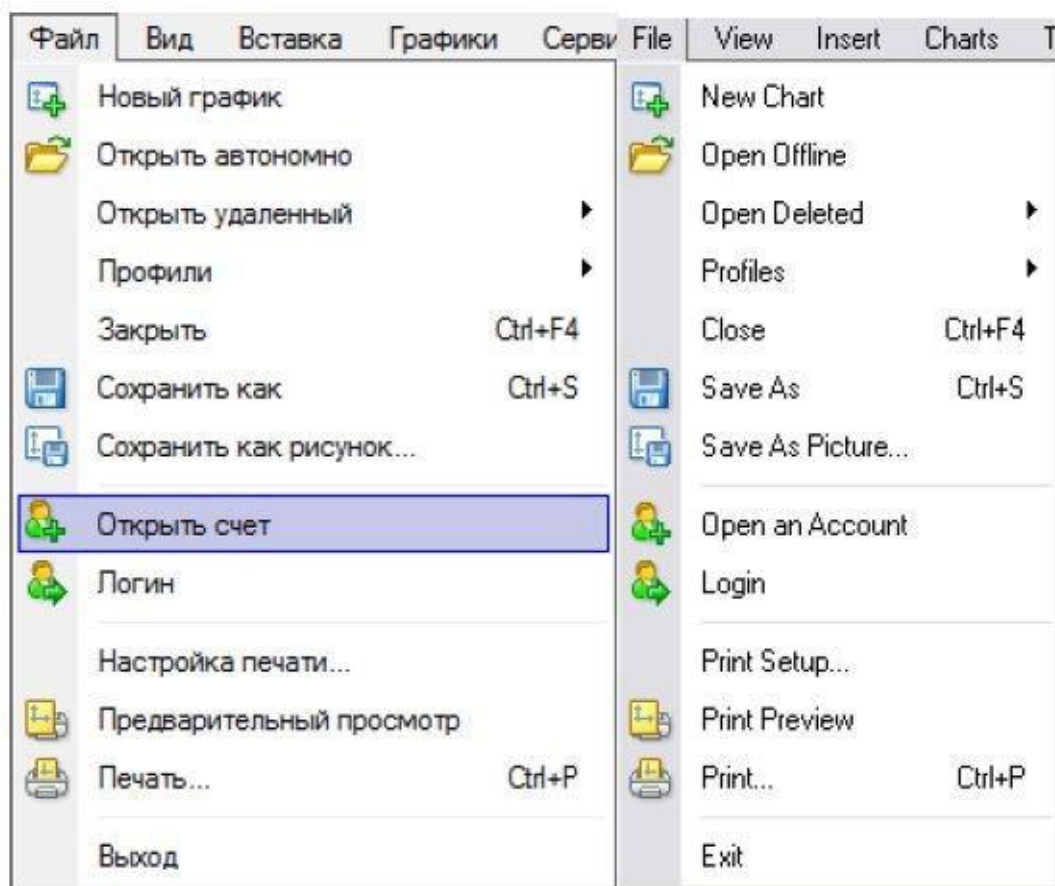 Файл Вид Вставка Графики Серви
Новый график
Открыть автономно
Открыть удаленный
Профили
Закрыть Ctrl+F4
Сохранить как Ctrl+S
Сохранить как рисунок...
Открыть счет
Логин
Настройка печати...
Предварительный просмотр
Печать... Ctrl+P
Выход
File View Insert Charts T
New Chart
Open Offline
Open Deleted
Profiles
Close Ctrl+F4
Save As Ctrl+S
Save As Picture...
Open an Account
Login
Print Setup...
Print Preview
Print... Ctrl+P
Exit